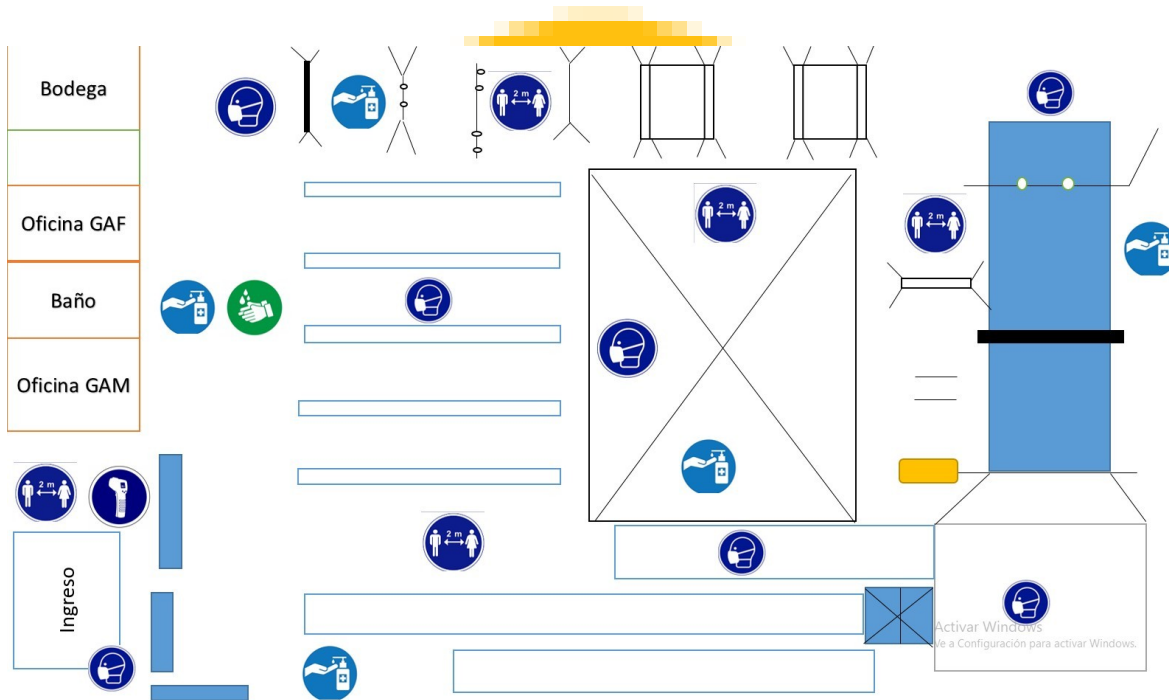 Bodega
2 m
2 m
Oficina GAF
2 m
Baño
Oficina GAM
2 m
2 m
Ingreso
Activar Windows
Ve a Configuración para activar Windows.